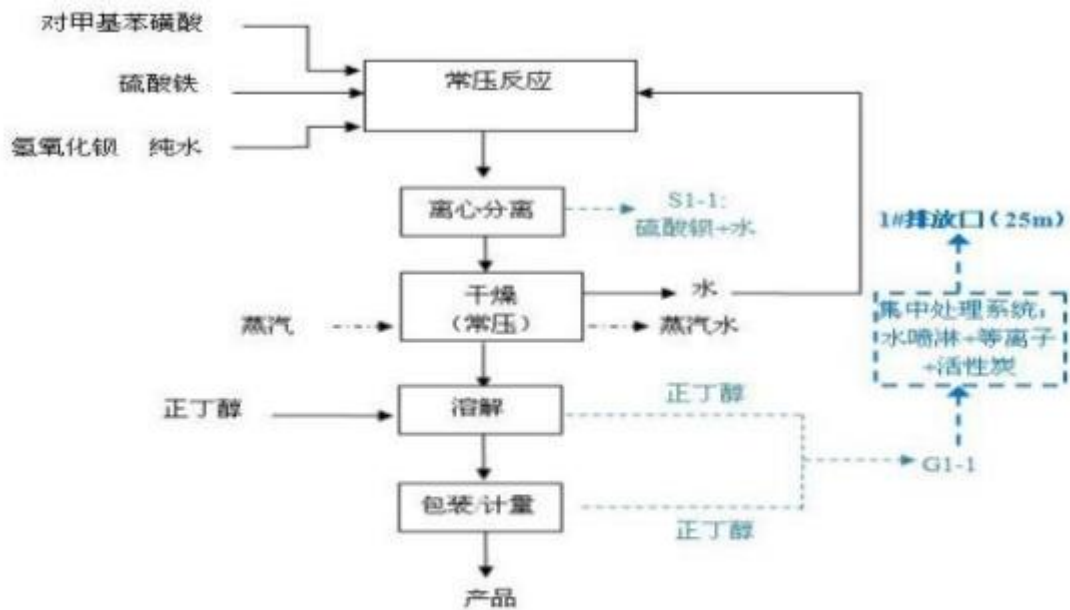 对甲基苯磺酸
常压反应
硫酸铁
氢氧化钡 纯水
离心分离
S1-1:
硫酸钡+水
1#排放口（25m）
干燥
（常压）
水
蒸汽
蒸汽水
集中处理系统：
水喷淋+等离子
+活性炭
正丁醇
溶解
正丁醇
G1-1
包装/计量
正丁醇
产品